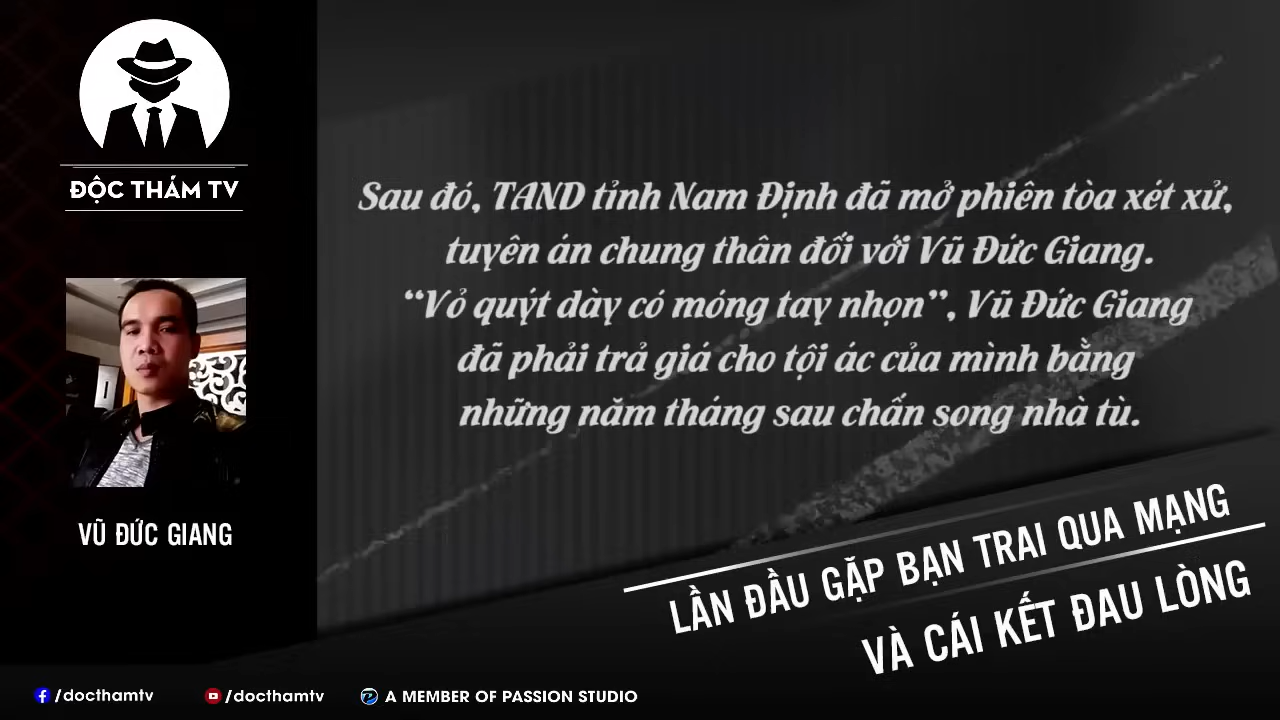 ĐỘC THÁM TV
Sau đó, TAND tỉnh Nam Định đã mở phiên tòa xét xử,
tuyên án chung thân đối với Vũ Đức Giang.
“Vỏ quýt dày có móng tay nhọn”, Vũ Đức Giang
đã phải trả giá cho tội ác của mình bằng
những năm tháng sau chấn song nhà tù.
VŨ ĐỨC GIANG
LẦN ĐẦU GẶP BẠN TRAI QUA MẠNG
VÀ CÁI KẾT ĐAU LÒNG
/docthamtv
/docthamtv
A MEMBER OF PASSION STUDIO